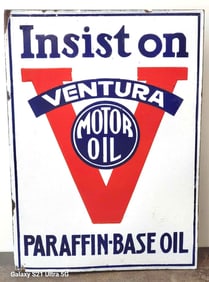 Insist on
VENTURA
MOTOR
OIL
PARAFFIN-BASE OIL
Galaxy S21 Ultra 5G